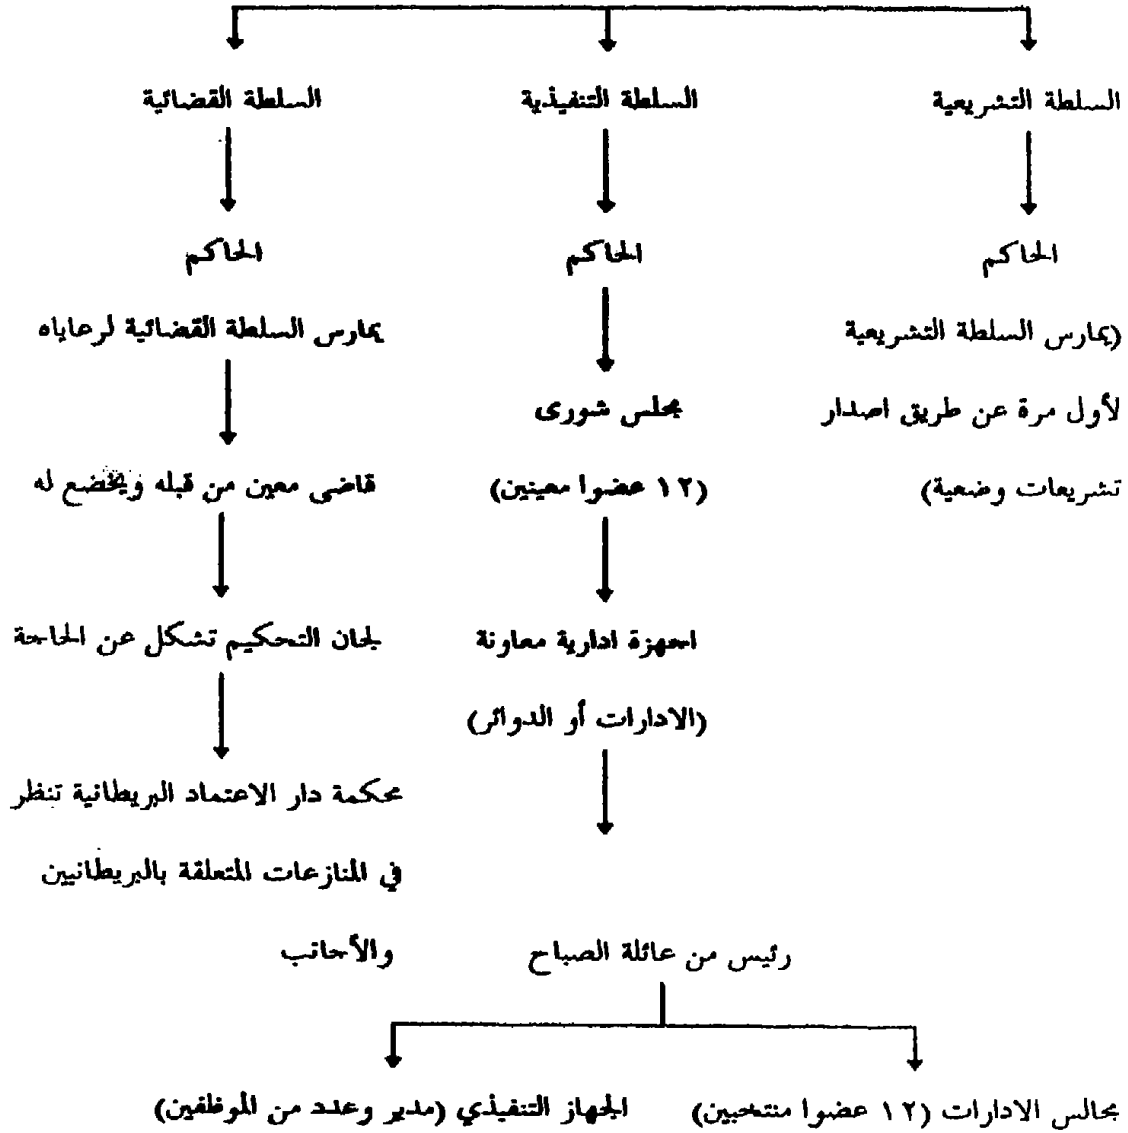 السلطة التشريعية
السلطة التنفيذية
السلطة القضائية
الحاكم
الحاكم
الحاكم
(يمارس السلطة التشريعية
يمارس السلطة القضائية لرعاياه
لأول مرة عن طريق اصدار
مجلس شورى
تشريعات وضعية)
(١٢ عضوا معينين)
قاضى معين من قبله ويخضع له
اجهزة ادارية معاونة
لجان التحكيم تشكل عن الحاجة
(الادارات أو الدوائر)
محكمة دار الاعتماد البريطانية تنظر
في المنازعات المتعلقة بالبريطانيين
رئيس من عائلة الصباح
والأجانب
مجالس الادارات (١٢ عضوا منتخبين)
الجهاز التنفيذي (مدير وعدد من الموظفين)